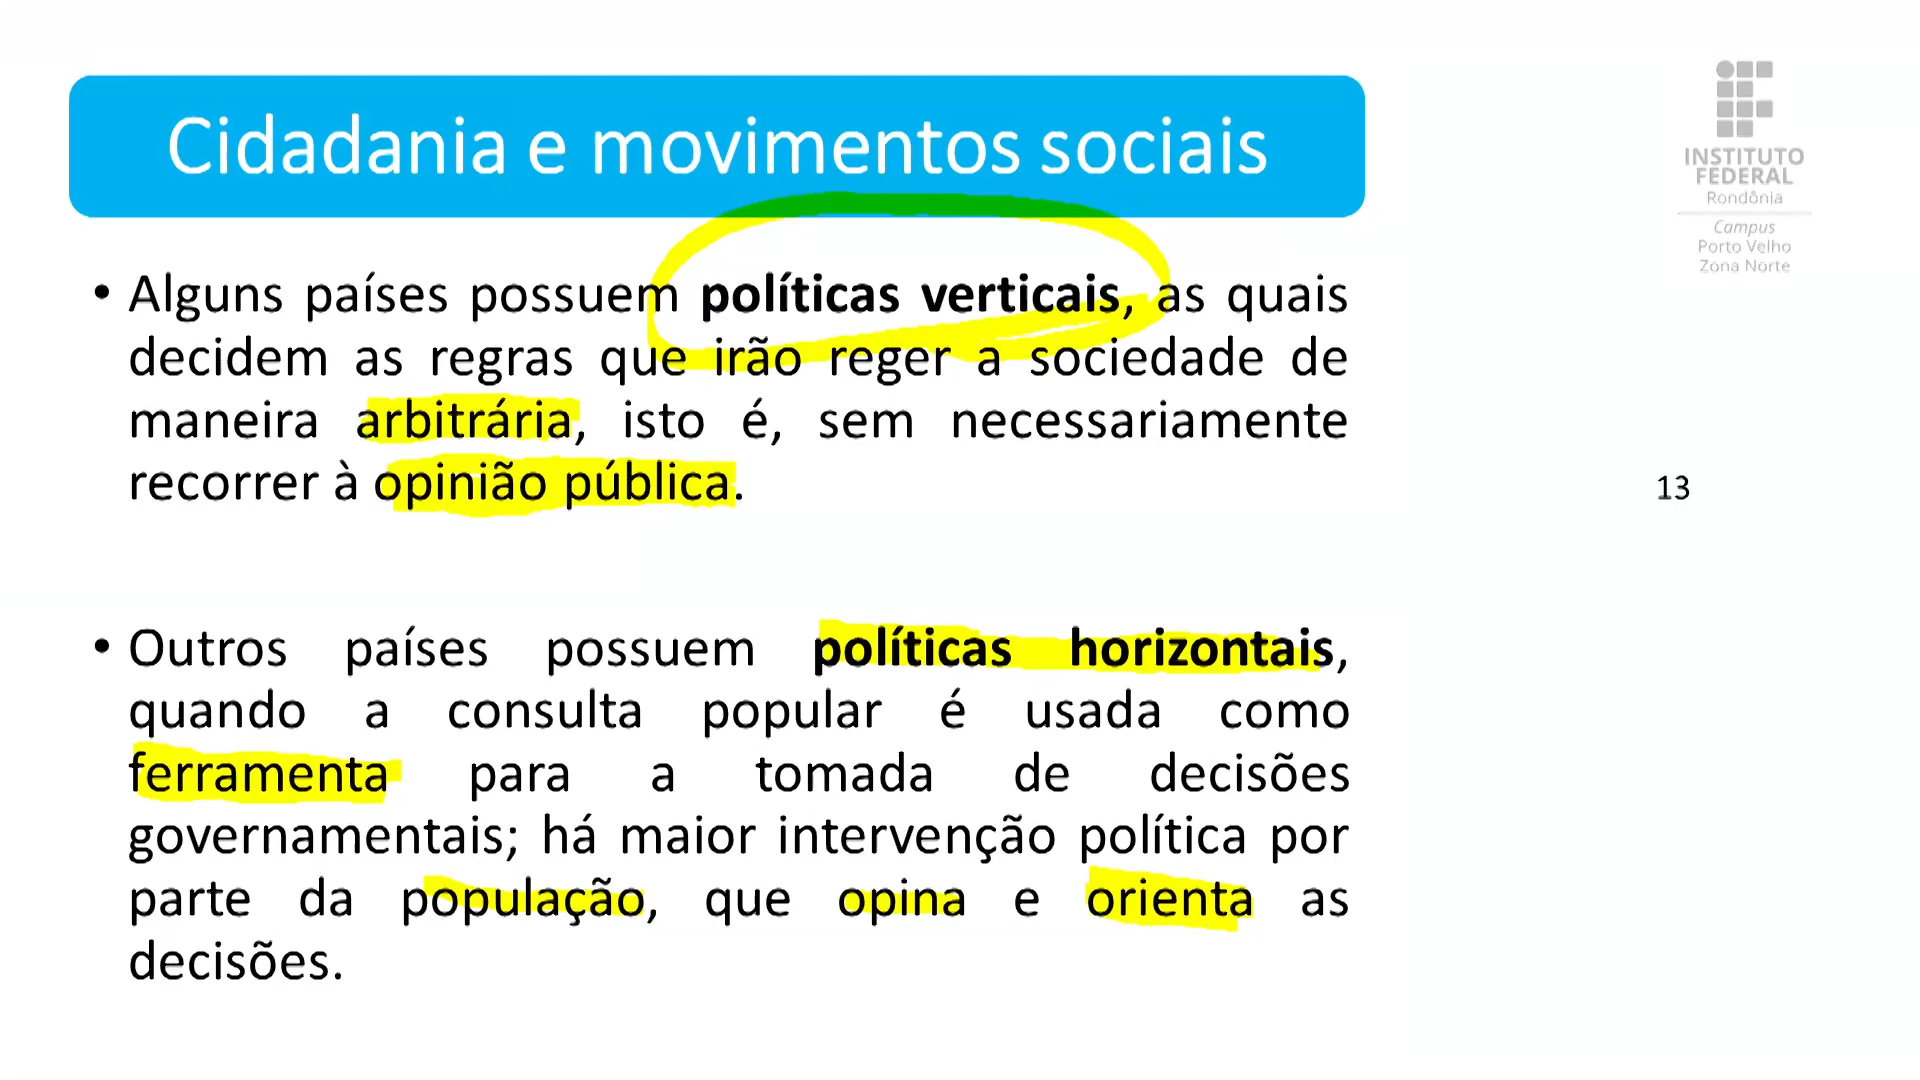 Cidadania e movimentos sociais
INSTITUTO
FEDERAL
Rondônia
Campus
Porto Velho
Zona Norte
• Alguns países possuem políticas verticais, as quais
decidem as regras que irão reger a sociedade de
maneira arbitrária, isto é, sem necessariamente
recorrer à opinião pública.
13
• Outros países possuem políticas horizontais,
quando a consulta popular é usada como
ferramenta para a tomada de decisões
governamentais; há maior intervenção política por
parte da população, que opina e orienta as
decisões.